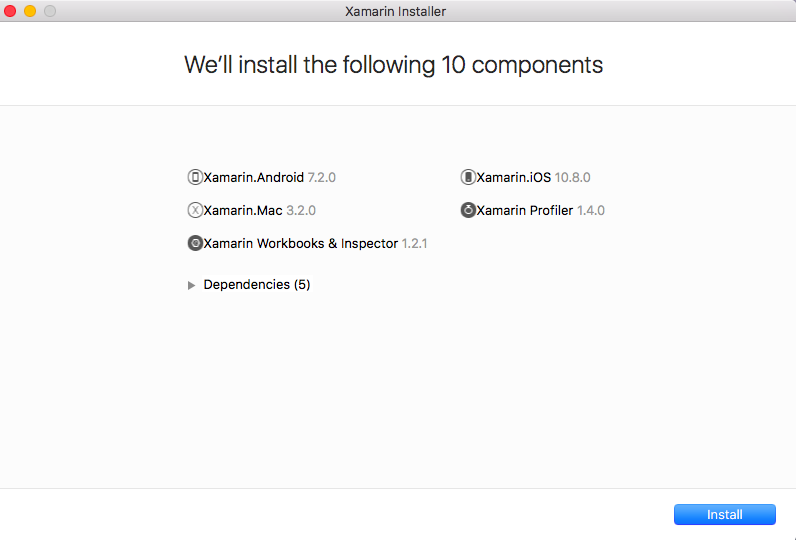 Xamarin Installer
We’ll install the following 10 components
Xamarin.Android 7.2.0
Xamarin.iOS 10.8.0
Xamarin.Mac 3.2.0
Xamarin Profiler 1.4.0
Xamarin Workbooks & Inspector 1.2.1
Dependencies (5)
Install